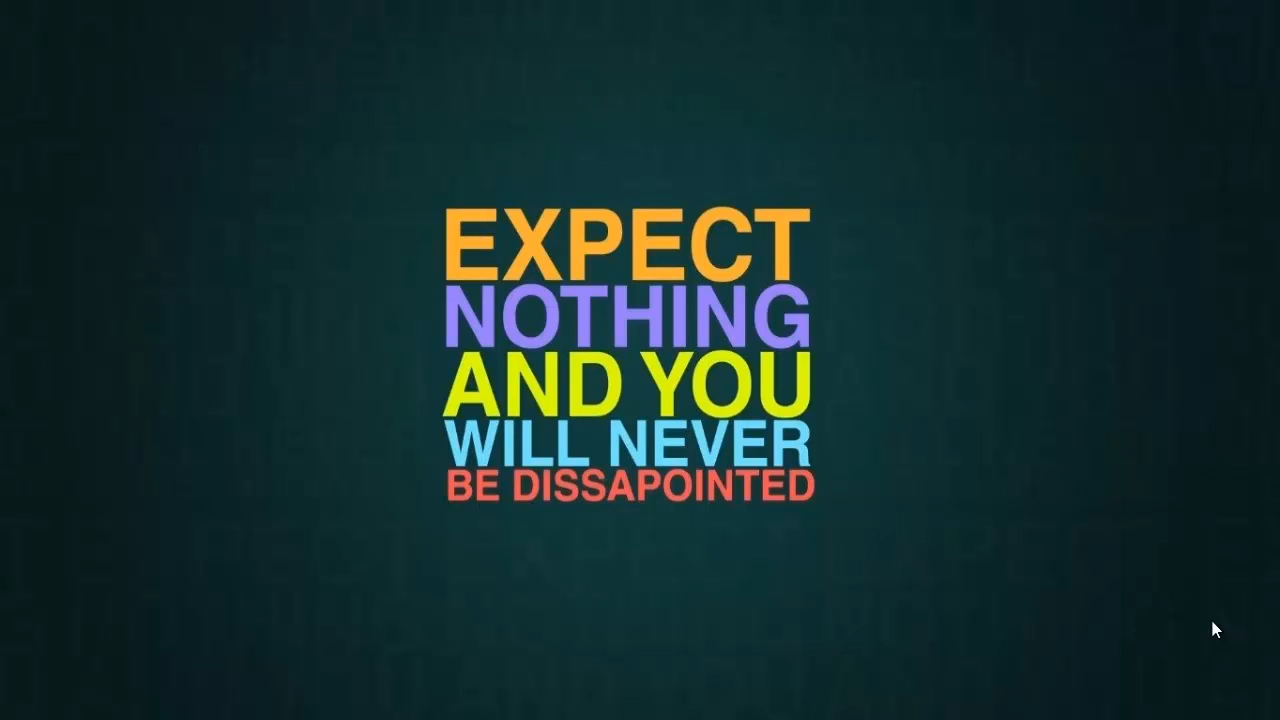 EXPECT
NOTHING
AND YOU
WILL NEVER
BE DISSAPOINTED